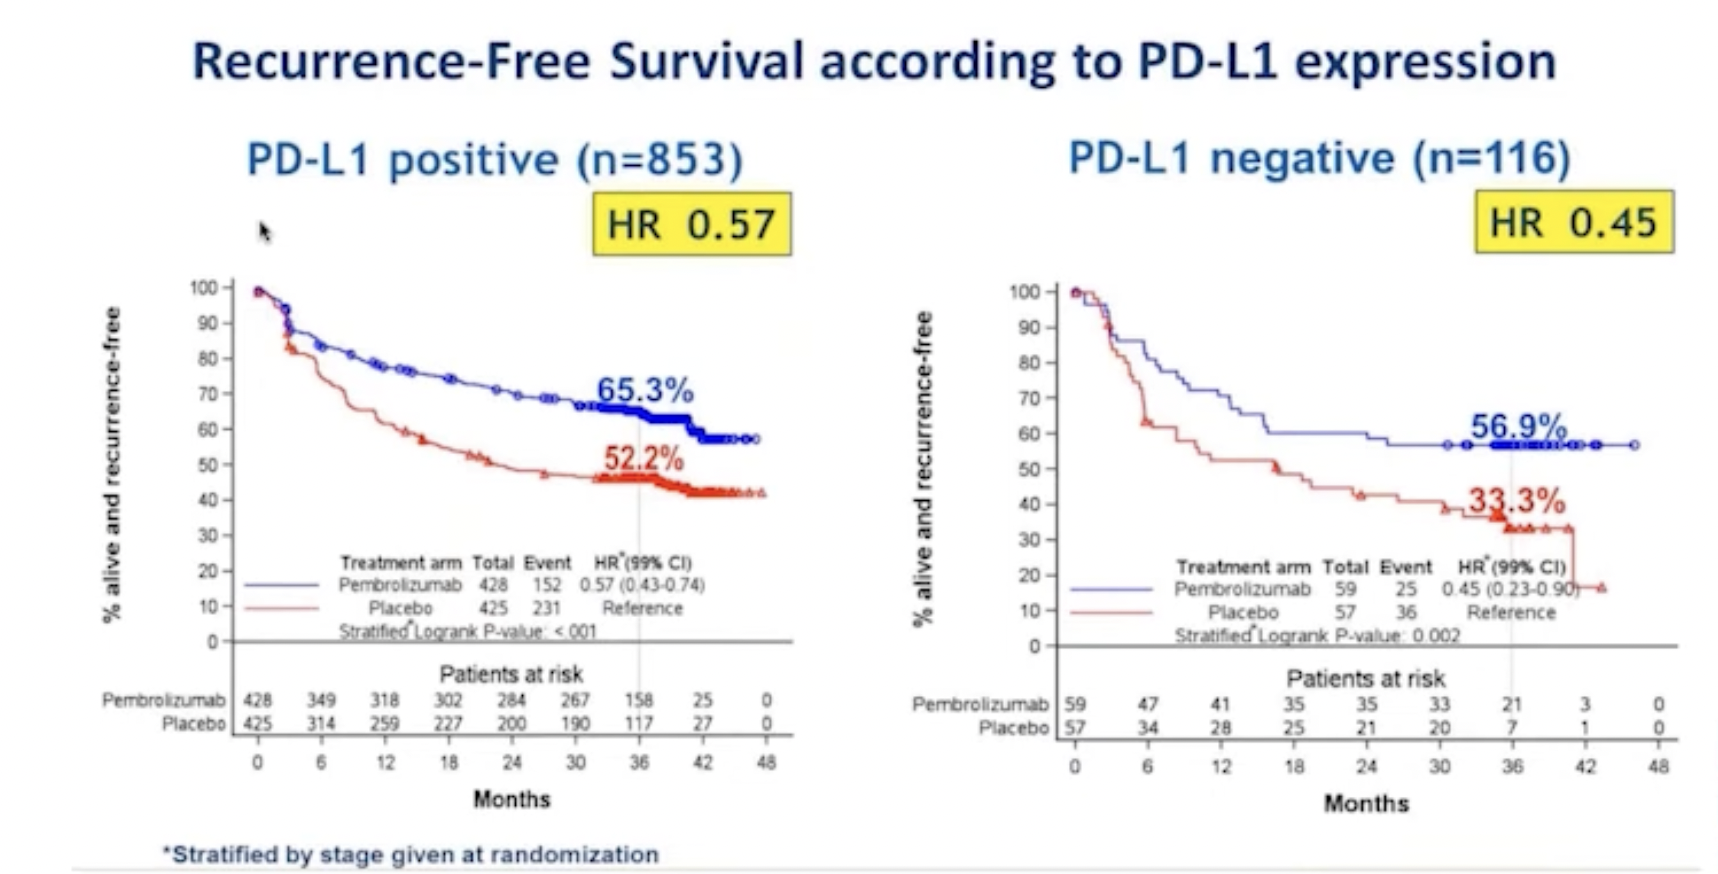 Recurrence-Free Survival according to PD-L1 expression
PD-L1 positive (n=853)
HR 0.57
% alive and recurrence-free
100
90
80
70
60
50
40
30
20
10
0
65.3%
52.2%
Treatment arm Total Event HR*(99% CI)
Pembrolizumab 428 152 0.57 (0.43-0.74)
Placebo 425 231 Reference
Stratified*Logrank P-value: <.001
Patients at risk
Pembrolizumab 428 349 318 302 284 267 158 25 0
Placebo 425 314 259 227 200 190 117 27 0
0 6 12 18 24 30 36 42 48
Months
PD-L1 negative (n=116)
HR 0.45
% alive and recurrence-free
100
90
80
70
60
50
40
30
20
10
0
56.9%
33.3%
Treatment arm Total Event HR*(99% CI)
Pembrolizumab 59 25 0.45 (0.23-0.90)
Placebo 57 36 Reference
Stratified*Logrank P-value: 0.002
Patients at risk
Pembrolizumab 59 47 41 35 35 33 21 3 0
Placebo 57 34 28 25 21 20 7 1 0
0 6 12 18 24 30 36 42 48
Months
*Stratified by stage given at randomization